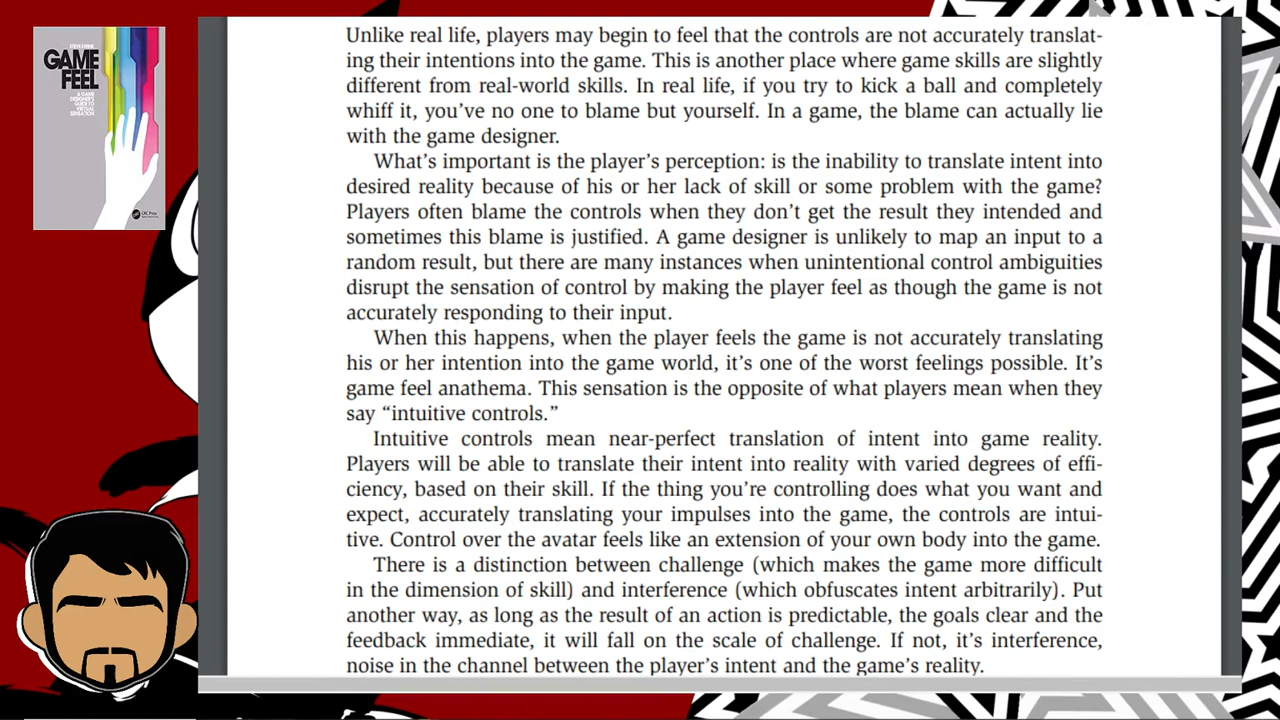 STEVE SWINK
GAME
FEEL
A GAME
DESIGNER'S
GUIDE TO
VIRTUAL
SENSATION
CRC Press
Unlike real life, players may begin to feel that the controls are not accurately translat-
ing their intentions into the game. This is another place where game skills are slightly
different from real-world skills. In real life, if you try to kick a ball and completely
whiff it, you've no one to blame but yourself. In a game, the blame can actually lie
with the game designer.
What's important is the player's perception: is the inability to translate intent into
desired reality because of his or her lack of skill or some problem with the game?
Players often blame the controls when they don't get the result they intended and
sometimes this blame is justified. A game designer is unlikely to map an input to a
random result, but there are many instances when unintentional control ambiguities
disrupt the sensation of control by making the player feel as though the game is not
accurately responding to their input.
When this happens, when the player feels the game is not accurately translating
his or her intention into the game world, it's one of the worst feelings possible. It's
game feel anathema. This sensation is the opposite of what players mean when they
say “intuitive controls.”
Intuitive controls mean near-perfect translation of intent into game reality.
Players will be able to translate their intent into reality with varied degrees of effi-
ciency, based on their skill. If the thing you're controlling does what you want and
expect, accurately translating your impulses into the game, the controls are intui-
tive. Control over the avatar feels like an extension of your own body into the game.
There is a distinction between challenge (which makes the game more difficult
in the dimension of skill) and interference (which obfuscates intent arbitrarily). Put
another way, as long as the result of an action is predictable, the goals clear and the
feedback immediate, it will fall on the scale of challenge. If not, it's interference,
noise in the channel between the player's intent and the game's reality.